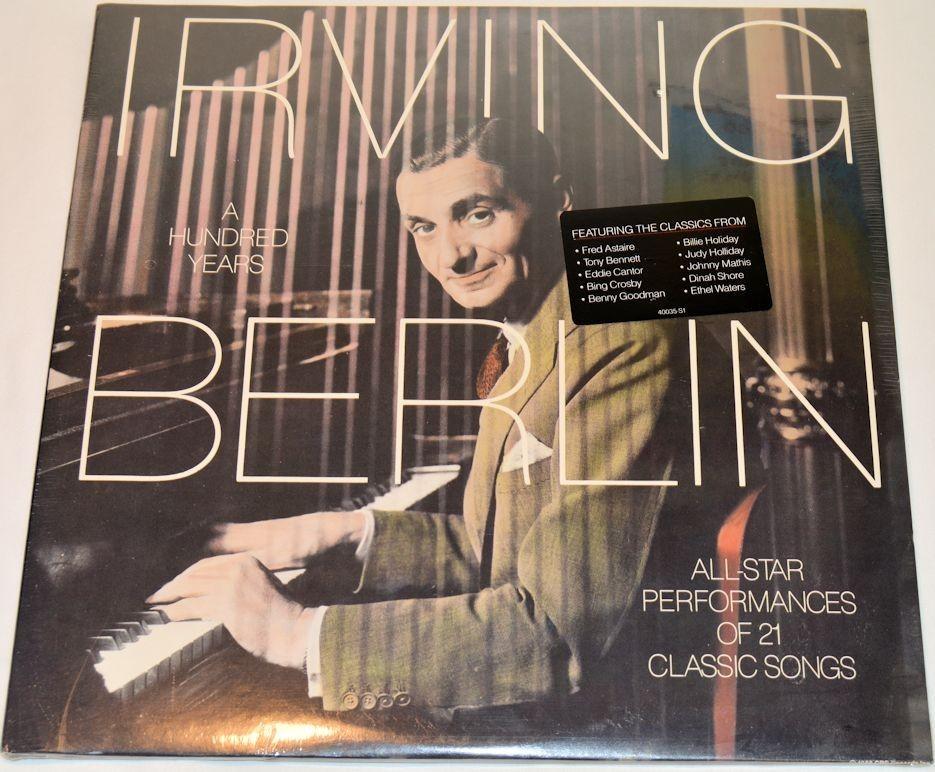 IRVING
A
HUNDRED
YEARS
FEATURING THE CLASSICS FROM
• Fred Astaire
• Tony Bennett
• Eddie Cantor
• Bing Crosby
• Benny Goodman
• Billie Holiday
• Judy Holliday
• Johnny Mathis
• Dinah Shore
• Ethel Waters
40035 S1
BERLIN
ALL-STAR
PERFORMANCES
OF 21
CLASSIC SONGS